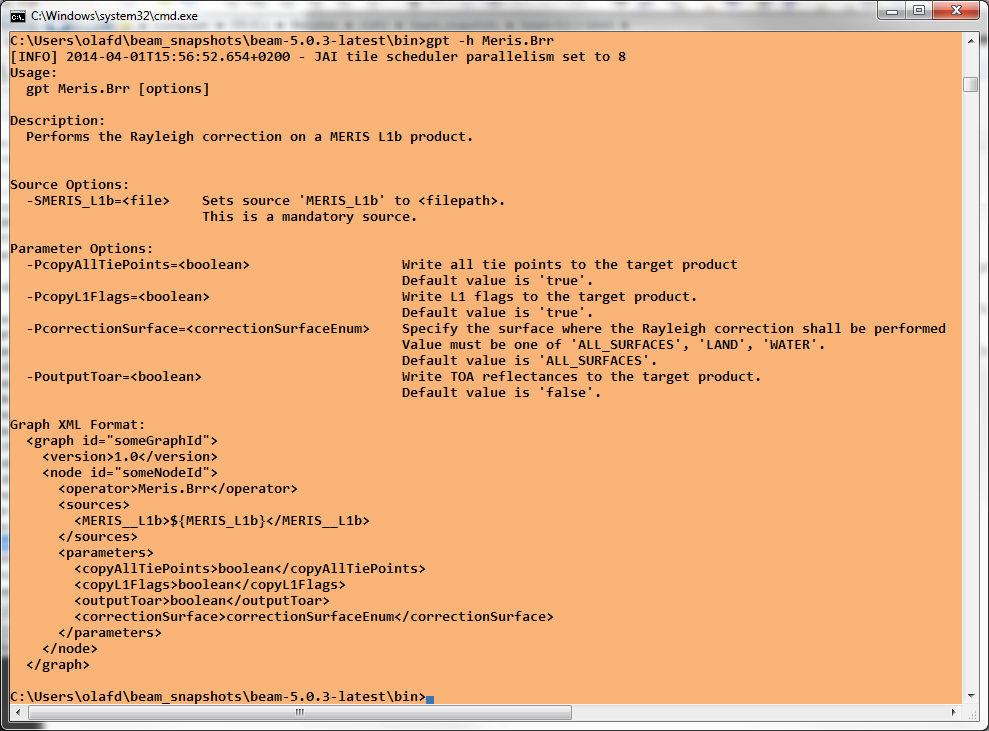 C:\Windows\system32\cmd.exe
C:\Users\olafd\beam_snapshots\beam-5.0.3-latest\bin>gpt -h Meris.Brr
[INFO] 2014-04-01T15:56:52.654+0200 - JAI tile scheduler parallelism set to 8
Usage:
  gpt Meris.Brr [options]

Description:
  Performs the Rayleigh correction on a MERIS L1b product.


Source Options:
  -SMERIS_L1b=<file>    Sets source 'MERIS_L1b' to <filepath>.
                        This is a mandatory source.

Parameter Options:
  -PcopyAllTiePoints=<boolean>                   Write all tie points to the target product
                                                 Default value is 'true'.
  -PcopyL1Flags=<boolean>                        Write L1 flags to the target product.
                                                 Default value is 'true'.
  -PcorrectionSurface=<correctionSurfaceEnum>    Specify the surface where the Rayleigh correction shall be performed
                                                 Value must be one of 'ALL_SURFACES', 'LAND', 'WATER'.
                                                 Default value is 'ALL_SURFACES'.
  -PoutputToar=<boolean>                         Write TOA reflectances to the target product.
                                                 Default value is 'false'.

Graph XML Format:
  <graph id="someGraphId">
    <version>1.0</version>
    <node id="someNodeId">
      <operator>Meris.Brr</operator>
      <sources>
        <MERIS__L1b>${MERIS_L1b}</MERIS__L1b>
      </sources>
      <parameters>
        <copyAllTiePoints>boolean</copyAllTiePoints>
        <copyL1Flags>boolean</copyL1Flags>
        <outputToar>boolean</outputToar>
        <correctionSurface>correctionSurfaceEnum</correctionSurface>
      </parameters>
    </node>
  </graph>

C:\Users\olafd\beam_snapshots\beam-5.0.3-latest\bin>